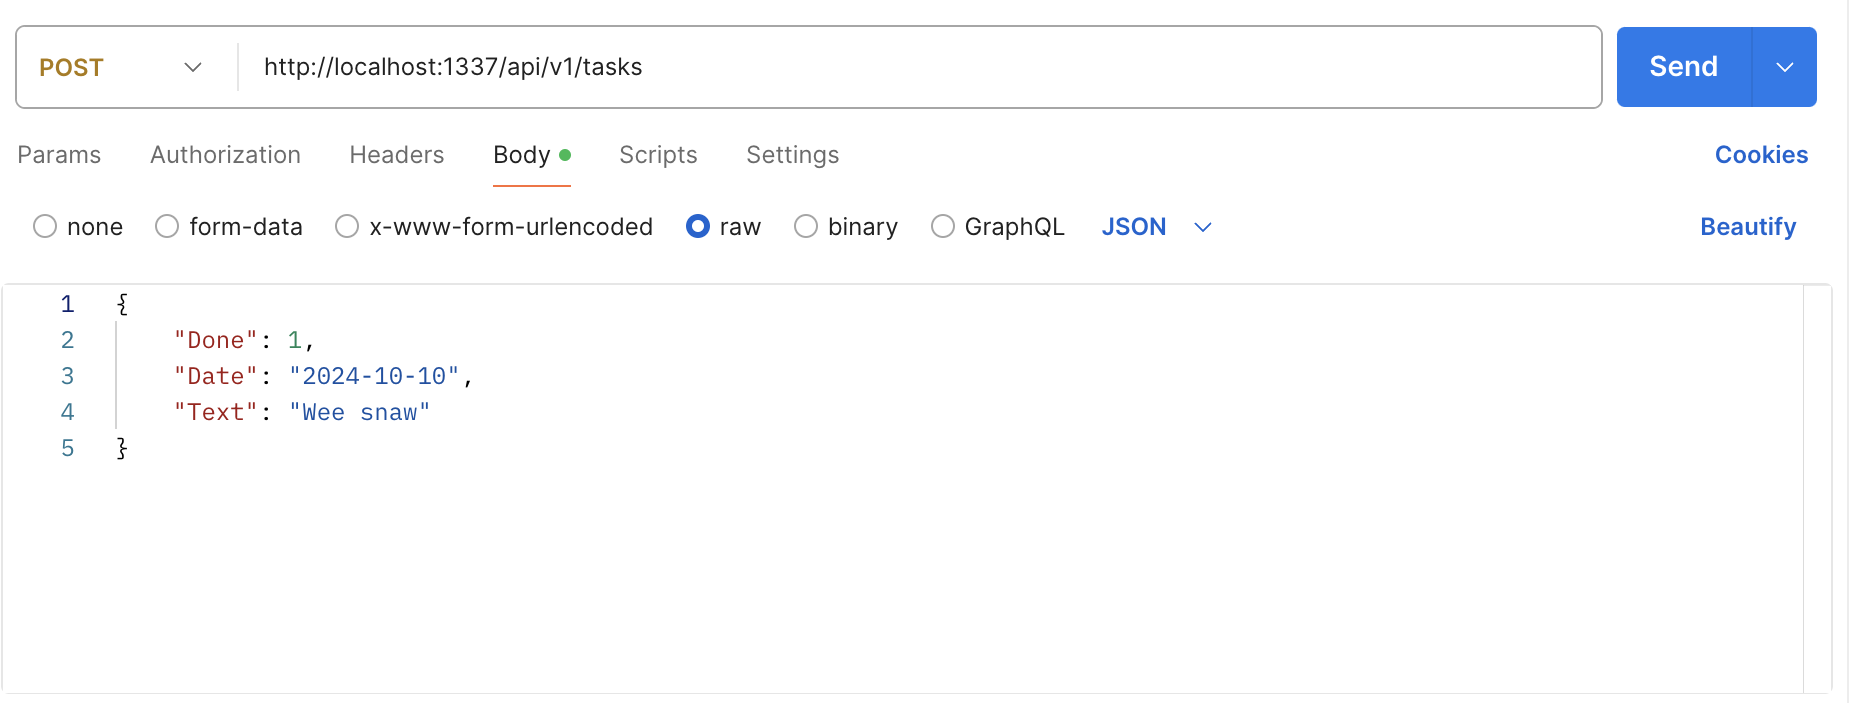 POST http://localhost:1337/api/v1/tasks Send
Params Authorization Headers Body Scripts Settings Cookies
none form-data x-www-form-urlencoded raw binary GraphQL JSON Beautify
1 {
2 "Done": 1,
3 "Date": "2024-10-10",
4 "Text": "Wee snaw"
5 }